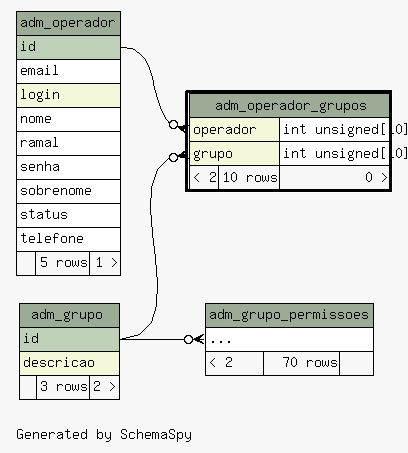 adm_operador
id
email
login
nome
ramal
senha
sobrenome
status
telefone
5 rows 1 >
adm_operador_grupos
operador int unsigned[10]
grupo int unsigned[10]
< 2 10 rows 0 >
adm_grupo
id
descricao
3 rows 2 >
adm_grupo_permissoes
...
< 2 70 rows
Generated by SchemaSpy